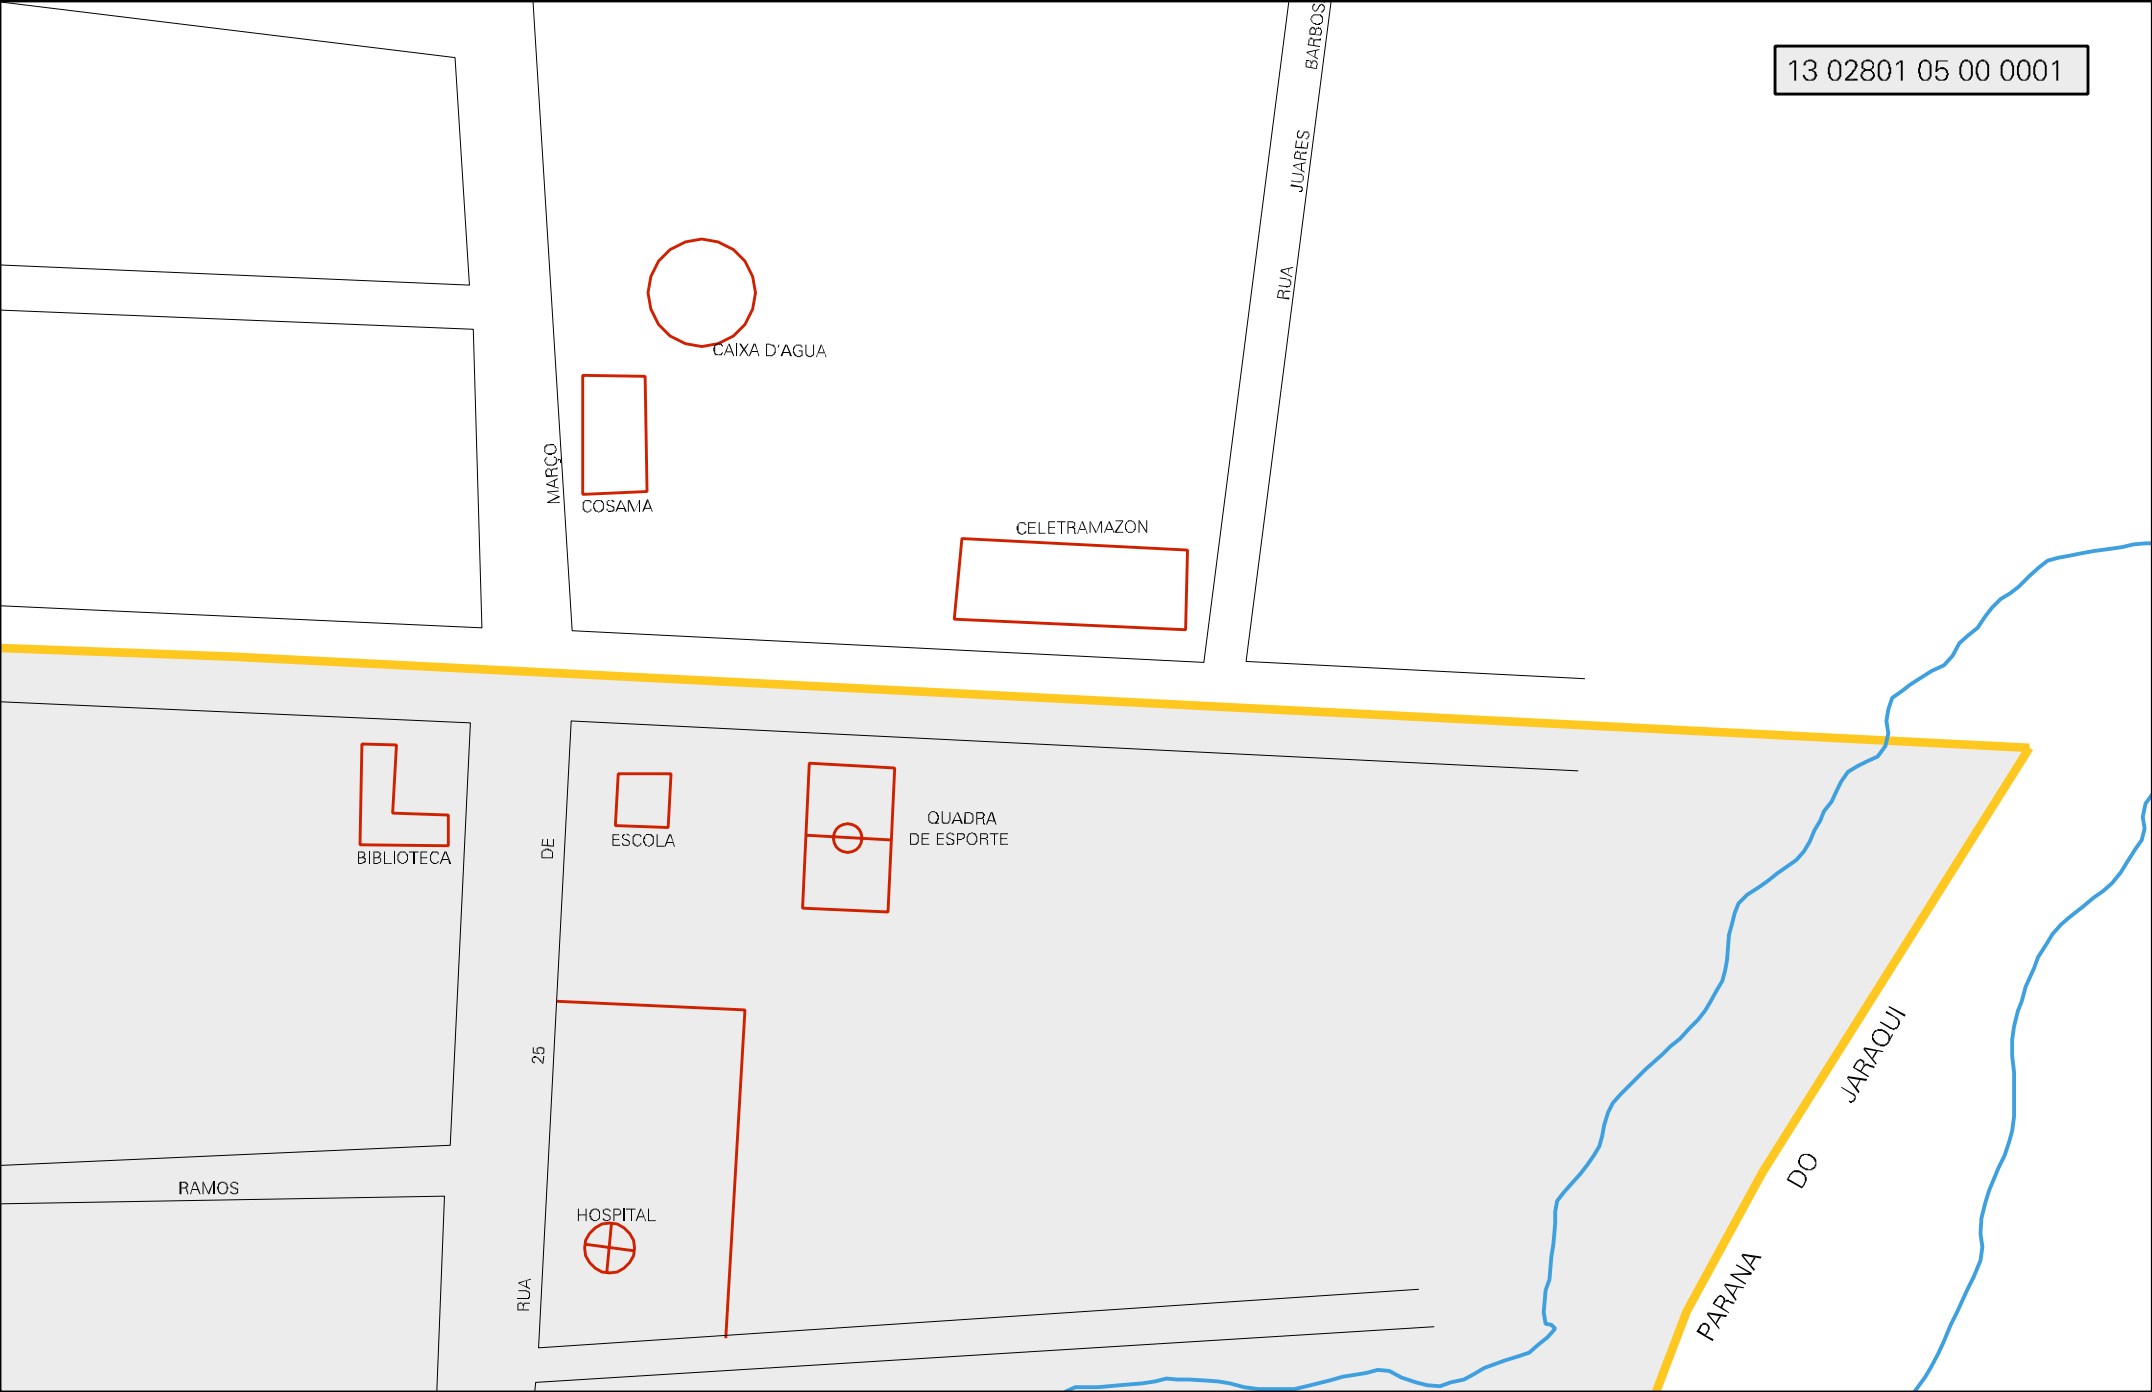 13 02801 05 00 0001
RUA JUARES BARBOS
CAIXA D'AGUA
COSAMA
CELETRAMAZON
RUA 25 DE MARÇO
BIBLIOTECA
ESCOLA
QUADRA
DE ESPORTE
RAMOS
HOSPITAL
PARANA DO JARAQUI